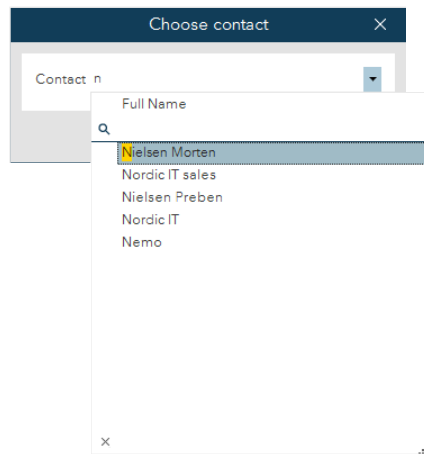 Choose contact
Contact n
Full Name
Nielsen Morten
Nordic IT sales
Nielsen Preben
Nordic IT
Nemo